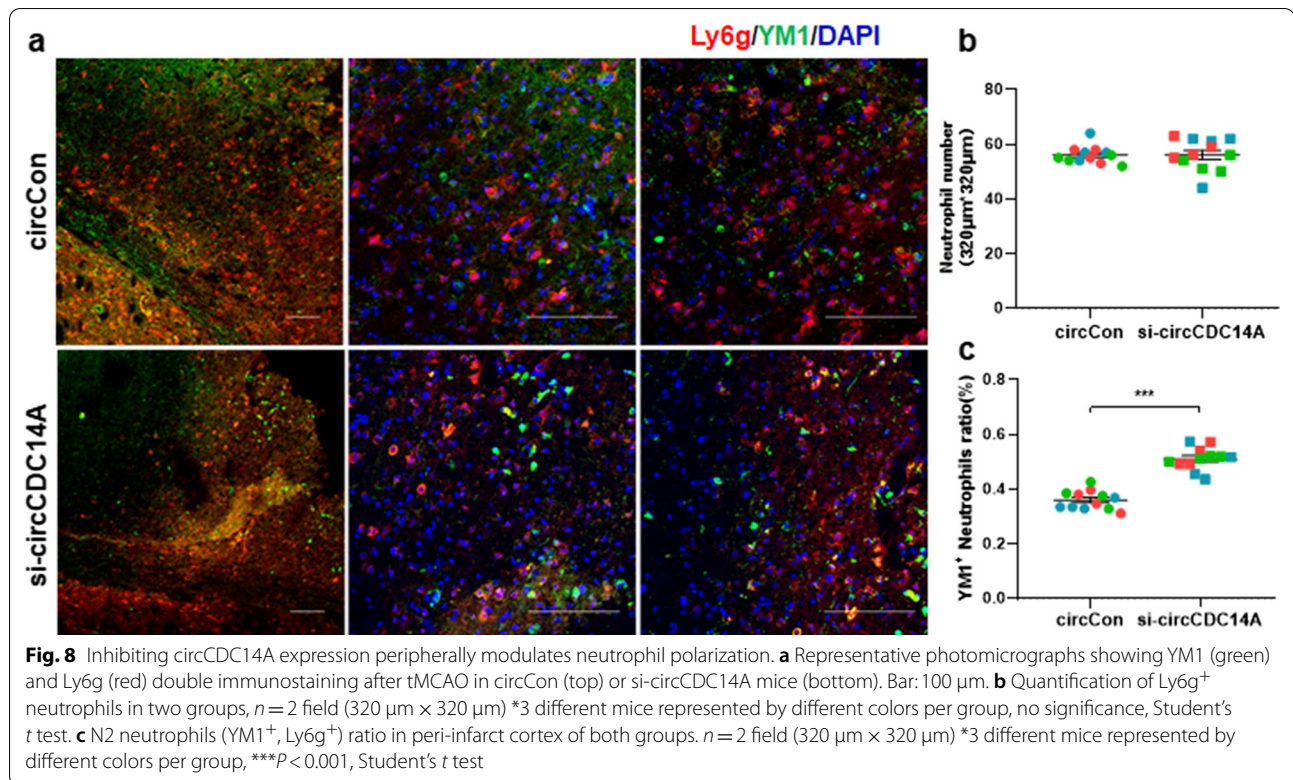 a
Ly6g/YM1/DAPI
circCon
si-circCDC14A
b
80
60
40
20
0
Neutrophil number
(320μm*320μm)
circCon si-circCDC14A
c
0.8
0.6
0.4
0.2
0.0
***
YM1+ Neutrophils ratio(%)
circCon si-circCDC14A
Fig. 8 Inhibiting circCDC14A expression peripherally modulates neutrophil polarization. a Representative photomicrographs showing YM1 (green)
and Ly6g (red) double immunostaining after tMCAO in circCon (top) or si-circCDC14A mice (bottom). Bar: 100 μm. b Quantification of Ly6g+
neutrophils in two groups, n = 2 field (320 μm × 320 μm) *3 different mice represented by different colors per group, no significance, Student's
t test. c N2 neutrophils (YM1+, Ly6g+) ratio in peri-infarct cortex of both groups. n = 2 field (320 μm × 320 μm) *3 different mice represented by
different colors per group, ***P < 0.001, Student's t test